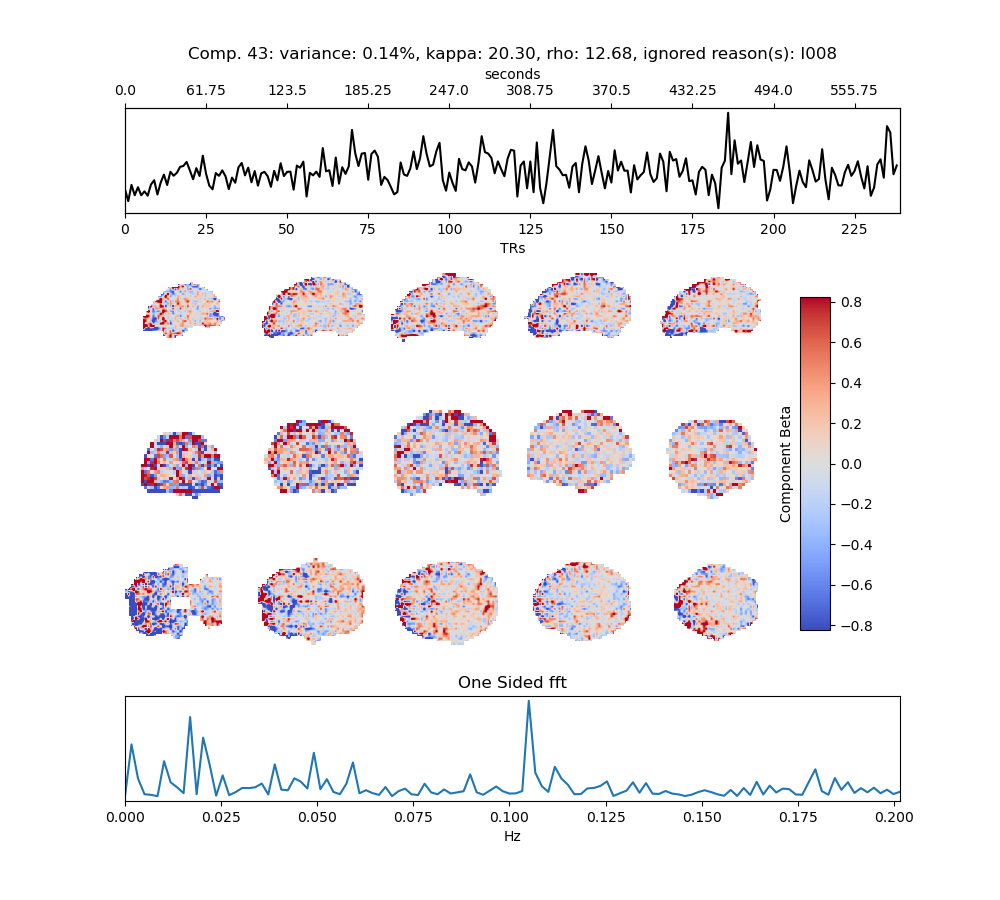 Comp. 43: variance: 0.14%, kappa: 20.30, rho: 12.68, ignored reason(s): I008
seconds
0.0 61.75 123.5 185.25 247.0 308.75 370.5 432.25 494.0 555.75
0 25 50 75 100 125 150 175 200 225
TRs
0.8
0.6
0.4
0.2
0.0
−0.2
−0.4
−0.6
−0.8
Component Beta
One Sided fft
0.000 0.025 0.050 0.075 0.100 0.125 0.150 0.175 0.200
Hz